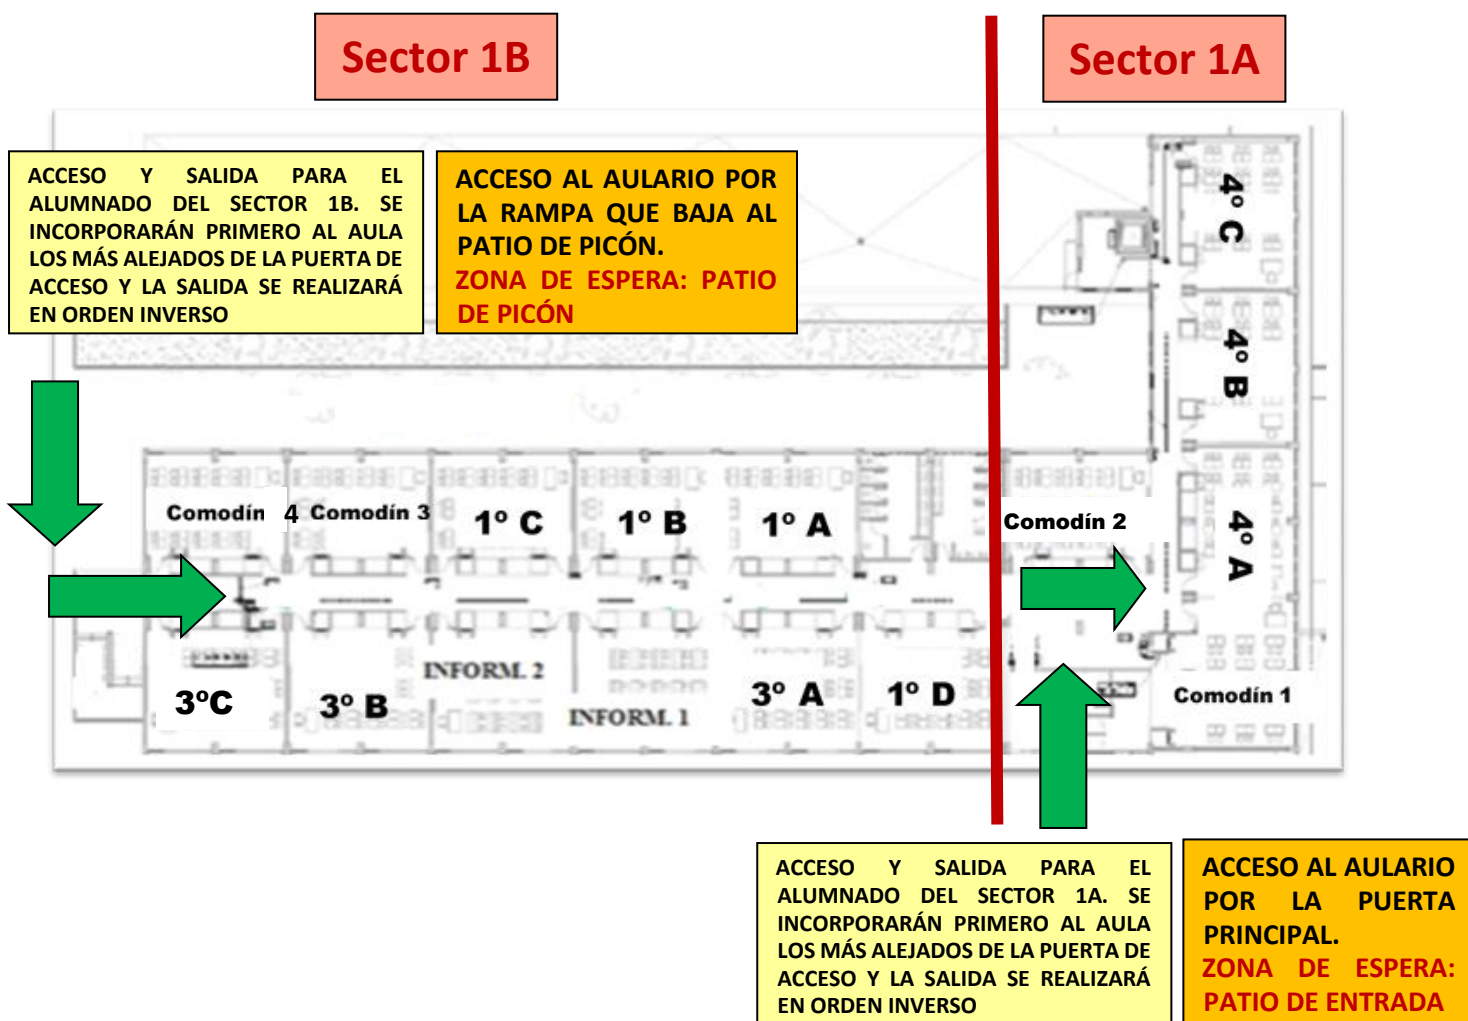 Sector 1B
Sector 1A
ACCESO Y SALIDA PARA EL
ALUMNADO DEL SECTOR 1B. SE
INCORPORARÁN PRIMERO AL AULA
LOS MÁS ALEJADOS DE LA PUERTA DE
ACCESO Y LA SALIDA SE REALIZARÁ
EN ORDEN INVERSO
ACCESO AL AULARIO POR
LA RAMPA QUE BAJA AL
PATIO DE PICÓN.
ZONA DE ESPERA: PATIO
DE PICÓN
4º C
4º B
4º A
Comodín 4
Comodín 3
1º C
1º B
1º A
Comodín 2
3ºC
3º B
INFORM. 2
INFORM. 1
3º A
1º D
Comodín 1
ACCESO Y SALIDA PARA EL
ALUMNADO DEL SECTOR 1A. SE
INCORPORARÁN PRIMERO AL AULA
LOS MÁS ALEJADOS DE LA PUERTA DE
ACCESO Y LA SALIDA SE REALIZARÁ
EN ORDEN INVERSO
ACCESO AL AULARIO
POR LA PUERTA
PRINCIPAL.
ZONA DE ESPERA:
PATIO DE ENTRADA